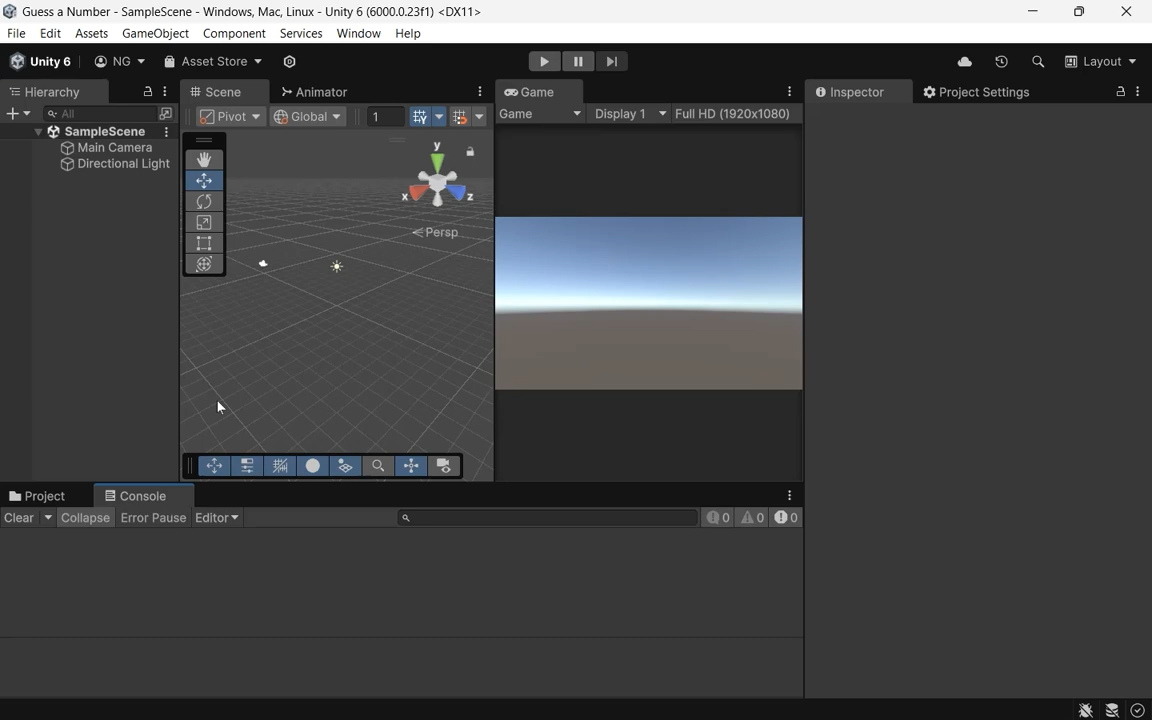 Guess a Number - SampleScene - Windows, Mac, Linux - Unity 6 (6000.0.23f1) <DX11>
File Edit Assets GameObject Component Services Window Help
Unity 6 NG Asset Store Layout
Hierarchy Scene Animator Game Inspector Project Settings
All Pivot Global 1 Game Display 1 Full HD (1920x1080)
SampleScene
Main Camera
Directional Light
y
x z
Persp
Project Console
Clear Collapse Error Pause Editor 0 0 0